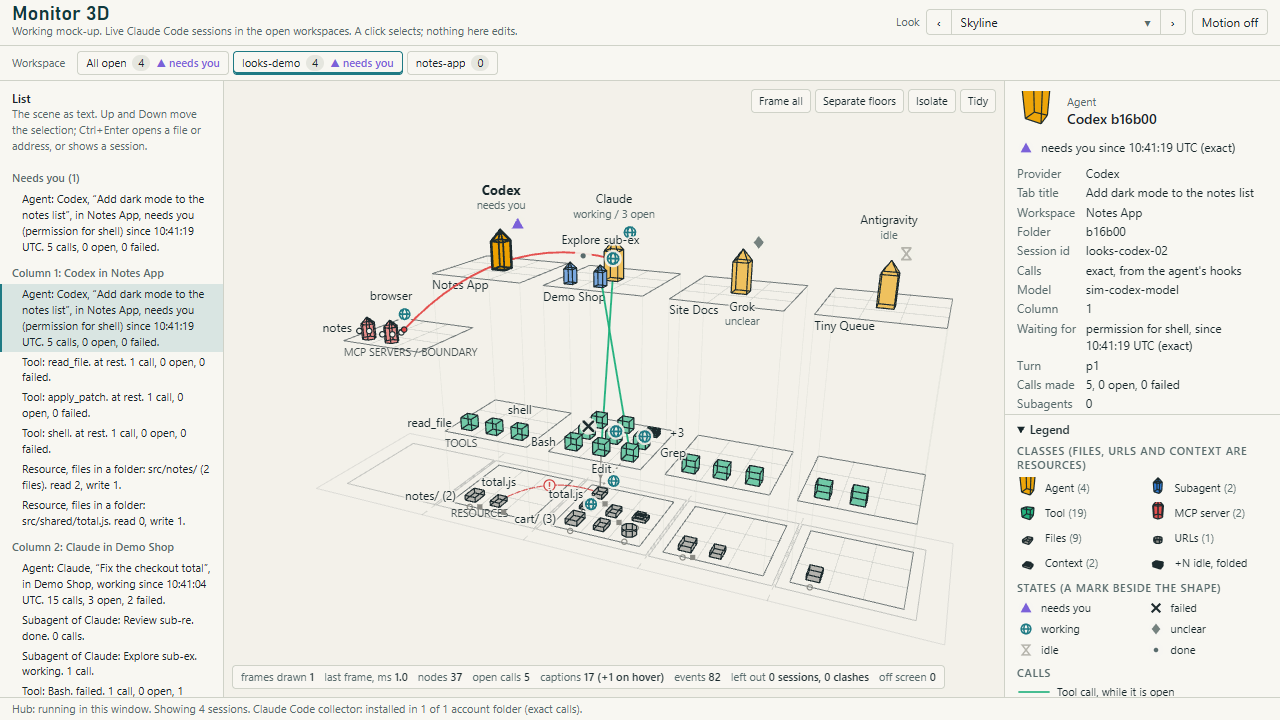 Monitor 3D
Working mock-up. Live Claude Code sessions in the open workspaces. A click selects; nothing here edits.
Look
‹
Skyline
›
Motion off
Workspace
All open 4 needs you
looks-demo 4 needs you
notes-app 0
List
The scene as text. Up and Down move
the selection; Ctrl+Enter opens a file or
address, or shows a session.
Needs you (1)
Agent: Codex, "Add dark mode to the
notes list", in Notes App, needs you
(permission for shell) since 10:41:19
UTC. 5 calls, 0 open, 0 failed.
Column 1: Codex in Notes App
Agent: Codex, "Add dark mode to the
notes list", in Notes App, needs you
(permission for shell) since 10:41:19
UTC. 5 calls, 0 open, 0 failed.
Tool: read_file. at rest. 1 call, 0 open, 0
failed.
Tool: apply_patch. at rest. 1 call, 0
open, 0 failed.
Tool: shell. at rest. 1 call, 0 open, 0
failed.
Resource, files in a folder: src/notes/ (2
files). read 2, write 1.
Resource, files in a folder:
src/shared/total.js. read 0, write 1.
Column 2: Claude in Demo Shop
Agent: Claude, "Fix the checkout total",
in Demo Shop, working since 10:41:04
UTC. 15 calls, 3 open, 2 failed.
Subagent of Claude: Review sub-re.
done. 0 calls.
Subagent of Claude: Explore sub-ex.
working. 1 call.
Tool: Bash. failed. 1 call, 0 open, 1
Frame all
Separate floors
Isolate
Tidy
Codex
needs you
Claude
working / 3 open
Explore sub-ex
Antigravity
idle
Notes App
Demo Shop
Site Docs
Grok
unclear
Tiny Queue
browser
notes
MCP SERVERS / BOUNDARY
shell
read_file
TOOLS
Bash
+3
Grep
Edit
total.js
notes/ (2)
total.js
RESOURCES
cart/ (3)
frames drawn 1 last frame, ms 1.0 nodes 37 open calls 5 captions 17 (+1 on hover) events 82 left out 0 sessions, 0 clashes off screen 0
Agent
Codex b16b00
needs you since 10:41:19 UTC (exact)
Provider Codex
Tab title Add dark mode to the notes list
Workspace Notes App
Folder b16b00
Session id looks-codex-02
Calls exact, from the agent's hooks
Model sim-codex-model
Column 1
Waiting for permission for shell, since
10:41:19 UTC (exact)
Turn p1
Calls made 5, 0 open, 0 failed
Subagents 0
Legend
CLASSES (FILES, URLS AND CONTEXT ARE
RESOURCES)
Agent (4) Subagent (2)
Tool (19) MCP server (2)
Files (9) URLs (1)
Context (2) +N idle, folded
STATES (A MARK BESIDE THE SHAPE)
needs you failed
working unclear
idle done
CALLS
Tool call, while it is open
Hub: running in this window. Showing 4 sessions. Claude Code collector: installed in 1 of 1 account folder (exact calls).